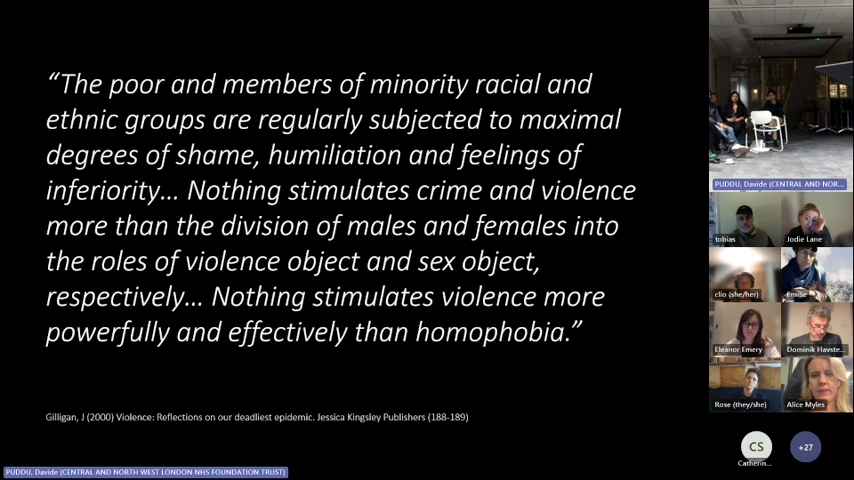 “The poor and members of minority racial and
ethnic groups are regularly subjected to maximal
degrees of shame, humiliation and feelings of
inferiority... Nothing stimulates crime and violence
more than the division of males and females into
the roles of violence object and sex object,
respectively... Nothing stimulates violence more
powerfully and effectively than homophobia.”
Gilligan, J (2000) Violence: Reflections on our deadliest epidemic. Jessica Kingsley Publishers (188-189)
PUDDU, Davide (CENTRAL AND NORTH WEST LONDON NHS FOUNDATION TRUST)
PUDDU, Davide (CENTRAL AND NOR...
tobias
Jodie Lane
clio (she/her)
Emilie
Eleanor Emery
Dominik Havste...
Rose (they/she)
Alice Myles
CS
Catherin...
+27